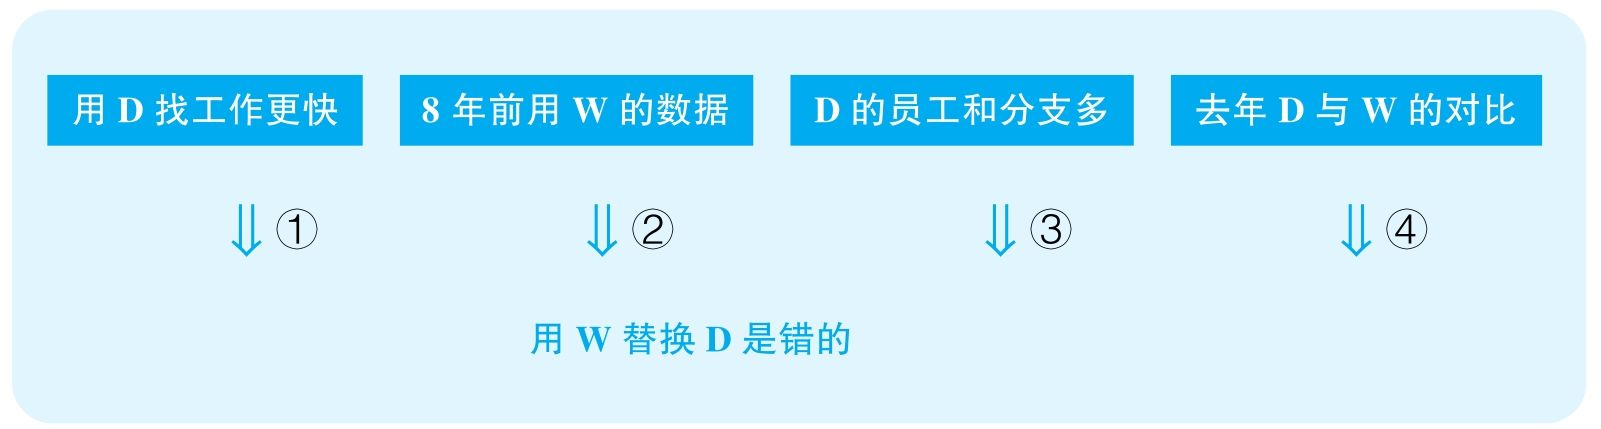 用 D 找工作更快
8 年前用 W 的数据
D 的员工和分支多
去年 D 与 W 的对比
⇓ ①
⇓ ②
⇓ ③
⇓ ④
用 W 替换 D 是错的